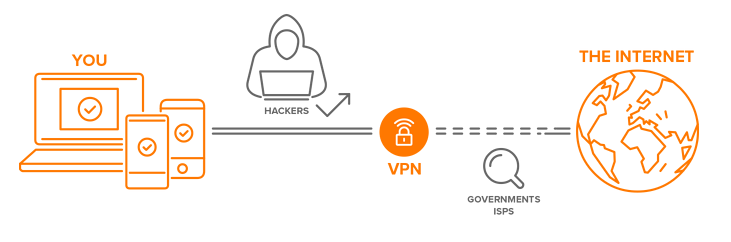 YOU
HACKERS
VPN
GOVERNMENTS
ISPS
THE INTERNET